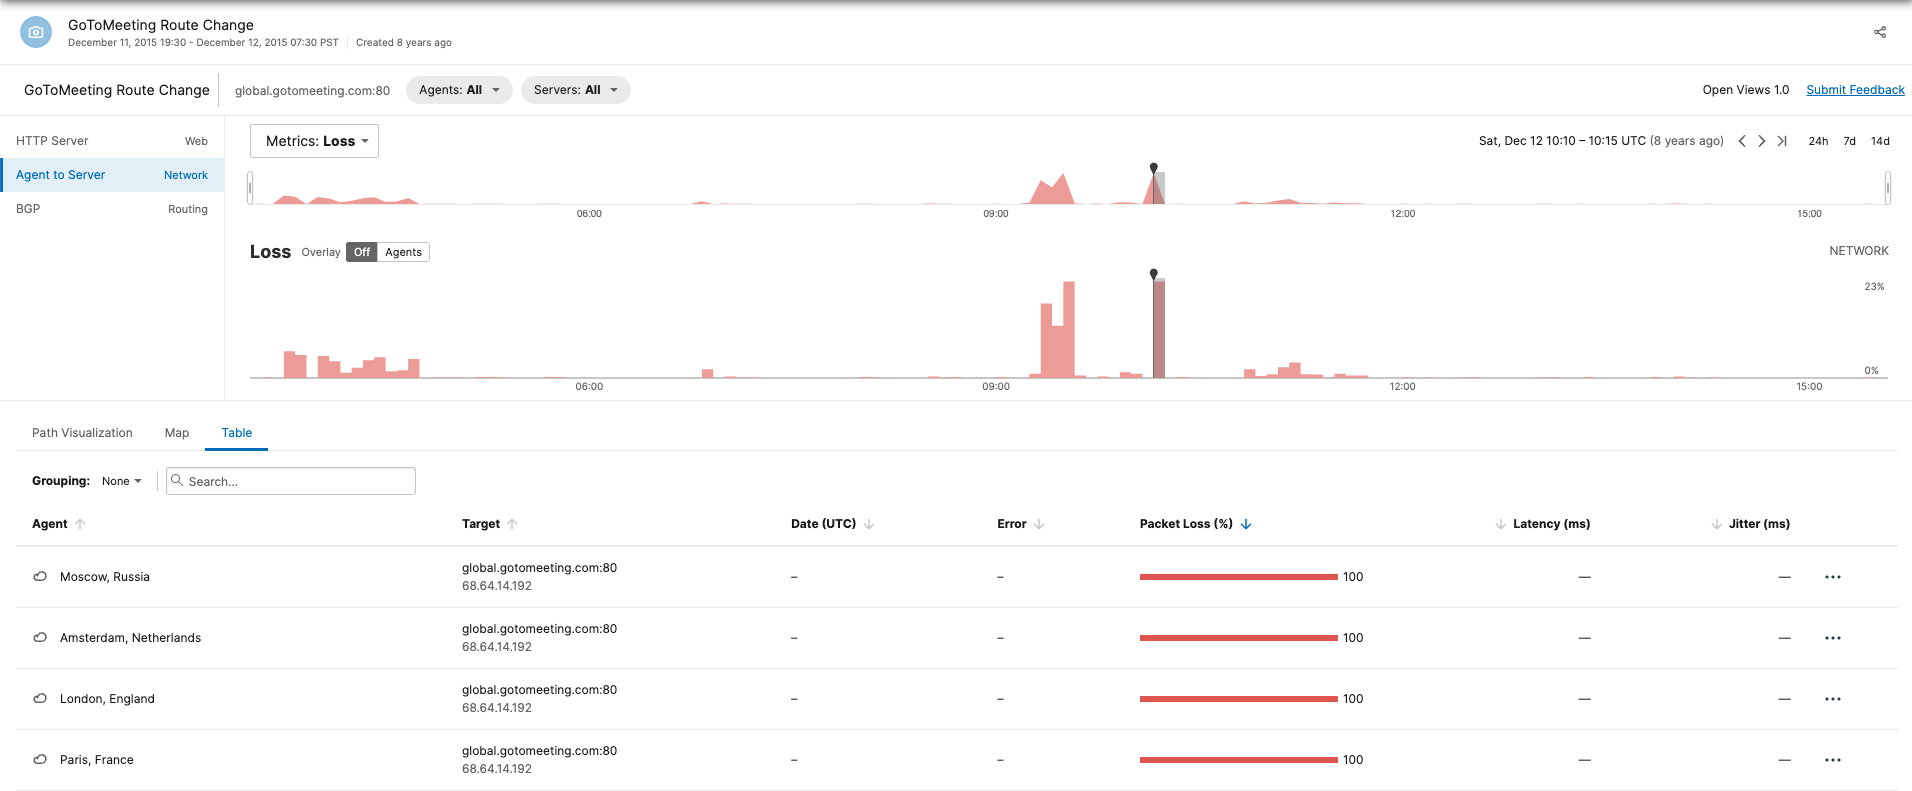 GoToMeeting Route Change
December 11, 2015 19:30 - December 12, 2015 07:30 PST Created 8 years ago
GoToMeeting Route Change global.gotomeeting.com:80 Agents: All Servers: All Open Views 1.0 Submit Feedback
HTTP Server Web
Agent to Server Network
BGP Routing
Metrics: Loss Sat, Dec 12 10:10 – 10:15 UTC (8 years ago) 24h 7d 14d
06:00 09:00 12:00 15:00
Loss Overlay Off Agents NETWORK
23%
0%
06:00 09:00 12:00 15:00
Path Visualization Map Table
Grouping: None Search...
Agent Target Date (UTC) Error Packet Loss (%) Latency (ms) Jitter (ms)
Moscow, Russia global.gotomeeting.com:80 – – 100 — —
68.64.14.192
Amsterdam, Netherlands global.gotomeeting.com:80 – – 100 — —
68.64.14.192
London, England global.gotomeeting.com:80 – – 100 — —
68.64.14.192
Paris, France global.gotomeeting.com:80 – – 100 — —
68.64.14.192